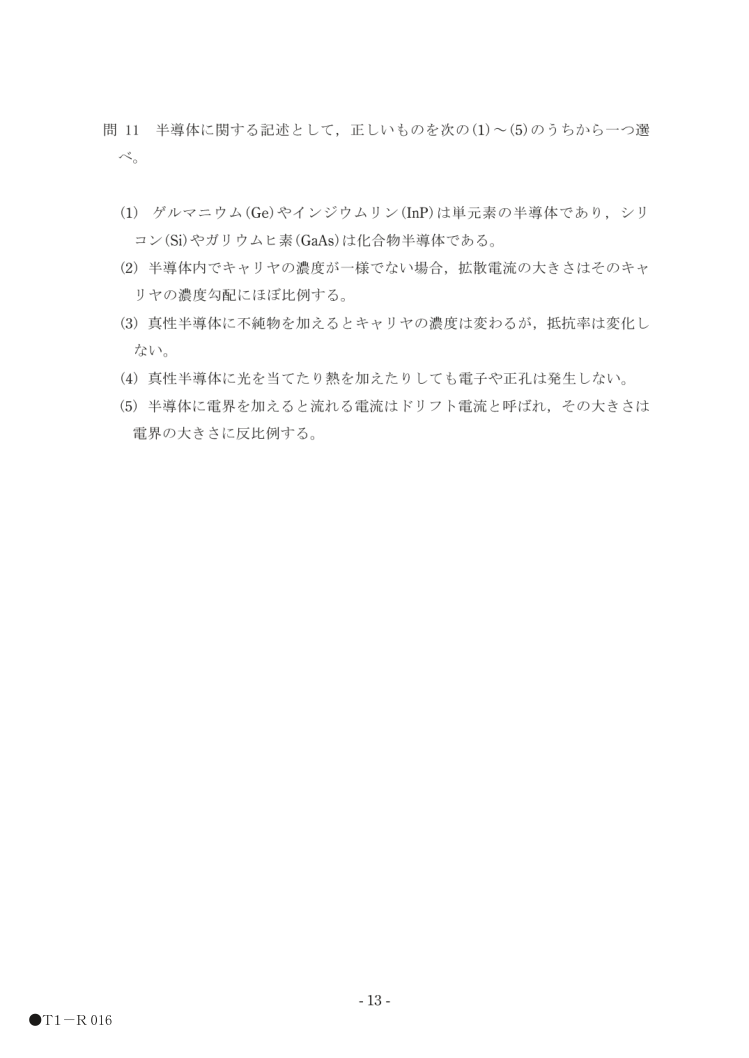 問 11　半導体に関する記述として，正しいものを次の(1)～(5)のうちから一つ選
べ。
(1) ゲルマニウム(Ge)やインジウムリン(InP)は単元素の半導体であり，シリ
コン(Si)やガリウムヒ素(GaAs)は化合物半導体である。
(2) 半導体内でキャリヤの濃度が一様でない場合，拡散電流の大きさはそのキャ
リヤの濃度勾配にほぼ比例する。
(3) 真性半導体に不純物を加えるとキャリヤの濃度は変わるが，抵抗率は変化し
ない。
(4) 真性半導体に光を当てたり熱を加えたりしても電子や正孔は発生しない。
(5) 半導体に電界を加えると流れる電流はドリフト電流と呼ばれ，その大きさは
電界の大きさに反比例する。
- 13 -
●T1－R 016